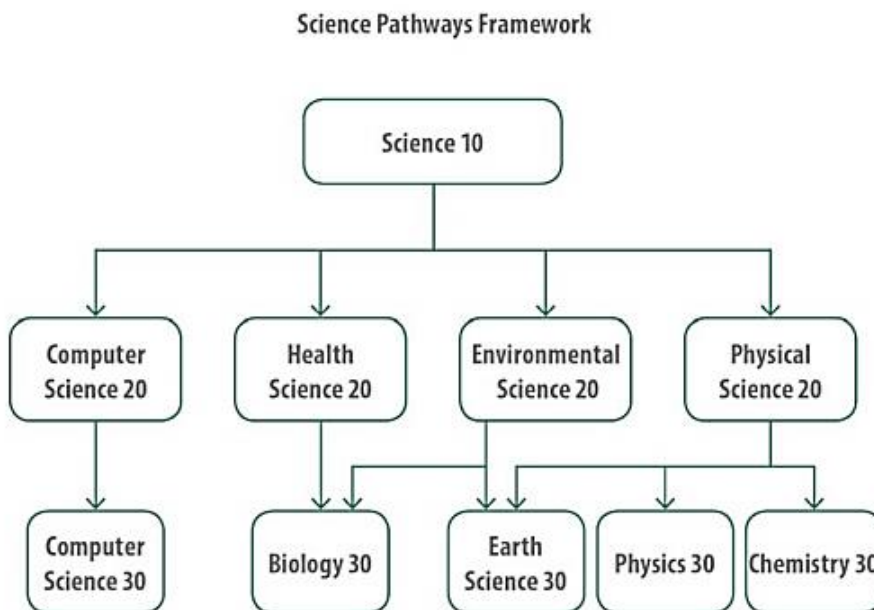 Science Pathways Framework
Science 10
Computer
Science 20
Health
Science 20
Environmental
Science 20
Physical
Science 20
Computer
Science 30
Biology 30
Earth
Science 30
Physics 30
Chemistry 30